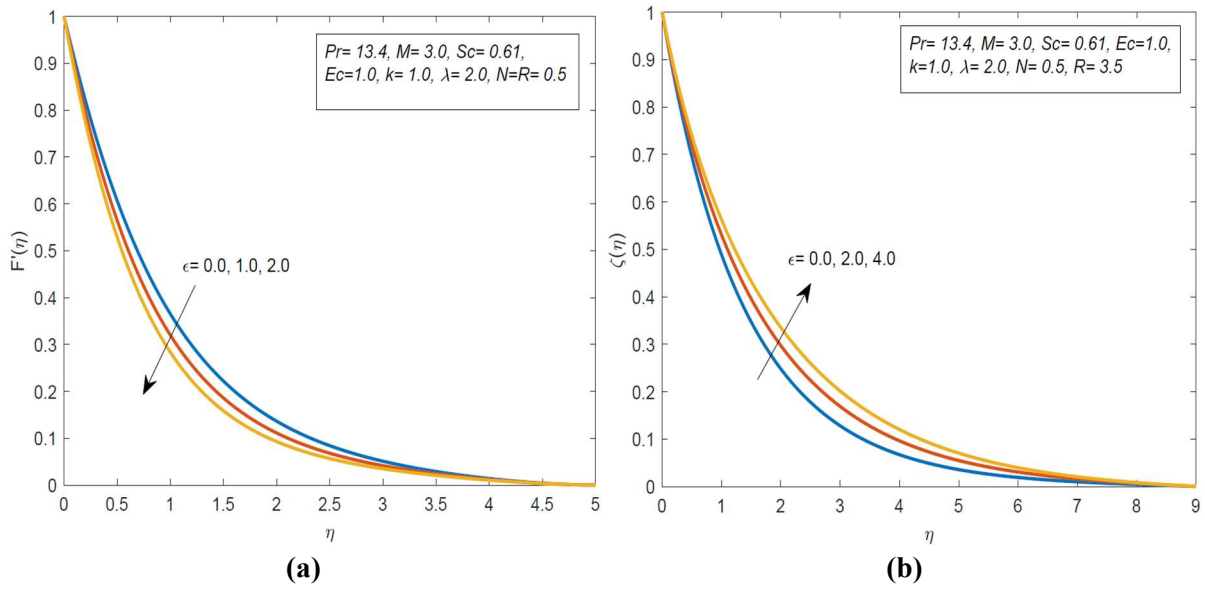 Pr= 13.4, M= 3.0, Sc= 0.61,
Ec=1.0, k= 1.0, λ= 2.0, N=R= 0.5
1
0.9
0.8
0.7
0.6
0.5
0.4
0.3
0.2
0.1
0
F'(η)
ϵ= 0.0, 1.0, 2.0
0 0.5 1 1.5 2 2.5 3 3.5 4 4.5 5
η
(a)
Pr= 13.4, M= 3.0, Sc= 0.61, Ec=1.0,
k=1.0, λ= 2.0, N= 0.5, R= 3.5
1
0.9
0.8
0.7
0.6
0.5
0.4
0.3
0.2
0.1
0
ζ(η)
ϵ= 0.0, 2.0, 4.0
0 1 2 3 4 5 6 7 8 9
η
(b)